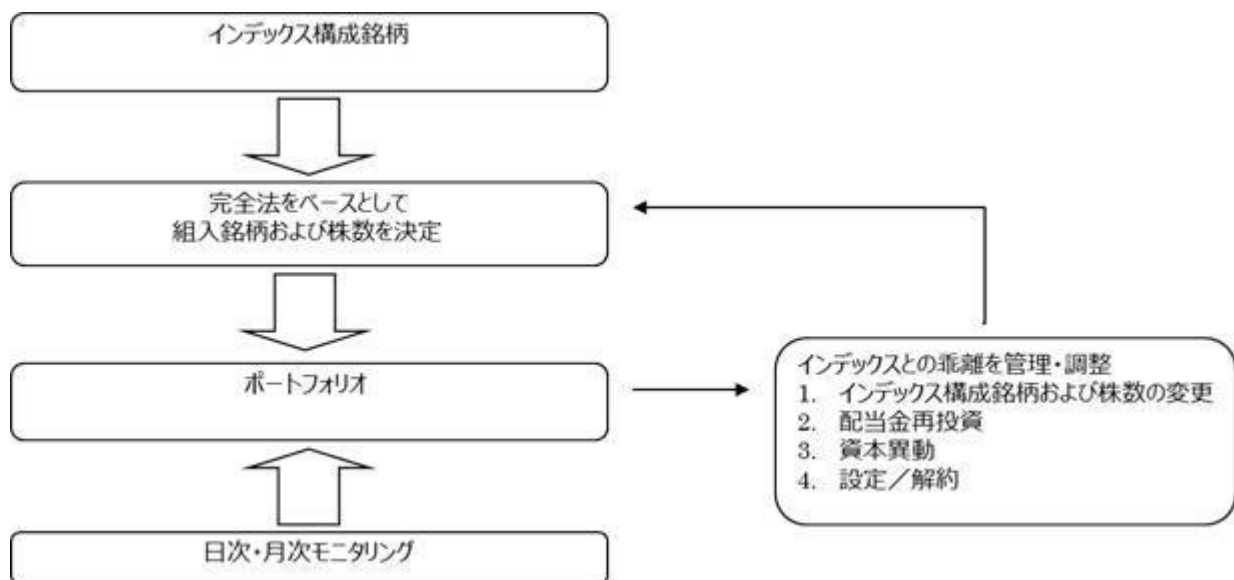 インデックス構成銘柄
完全法をベースとして
組入銘柄および株数を決定
ポートフォリオ
インデックスとの乖離を管理・調整
1. インデックス構成銘柄および株数の変更
2. 配当金再投資
3. 資本異動
4. 設定／解約
日次・月次モニタリング